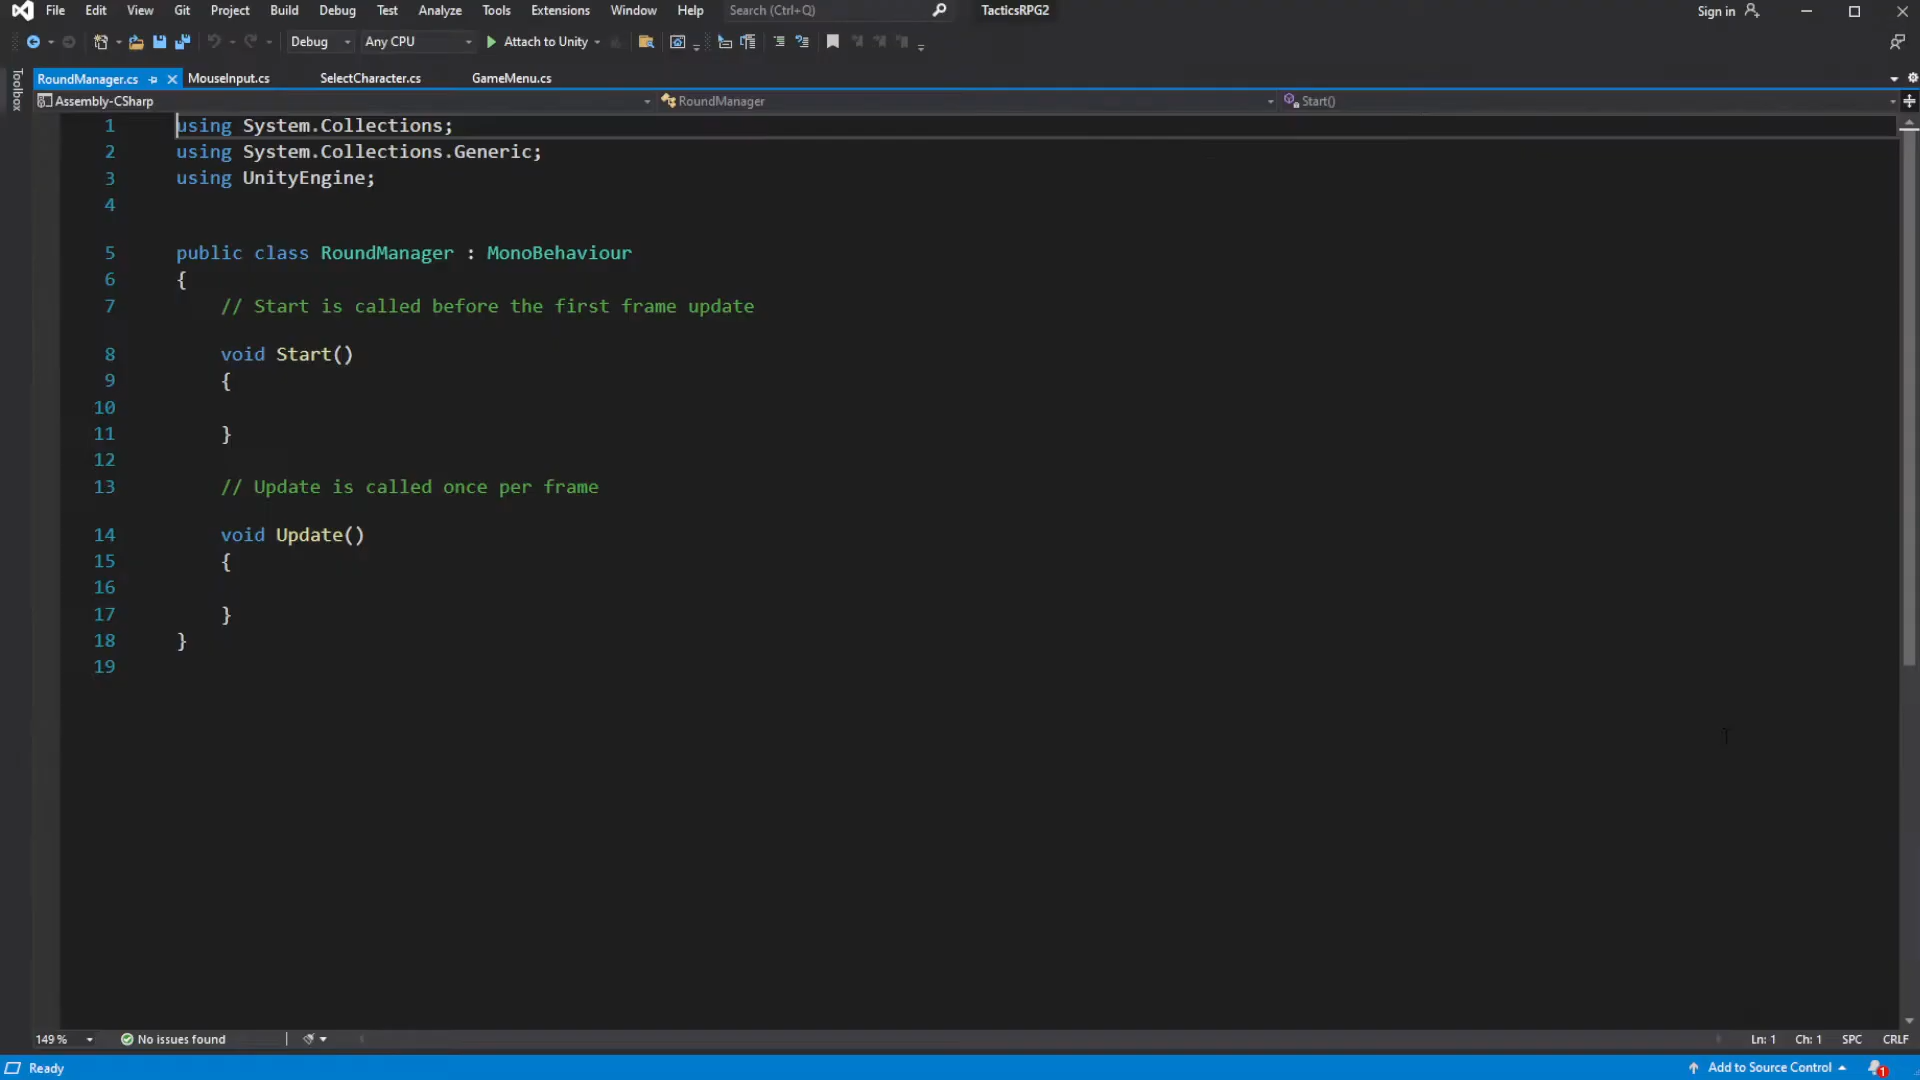 File Edit View Git Project Build Debug Test Analyze Tools Extensions Window Help Search (Ctrl+Q) TacticsRPG2 Sign in
Debug Any CPU Attach to Unity
Toolbox
RoundManager.cs MouseInput.cs SelectCharacter.cs GameMenu.cs
Assembly-CSharp RoundManager Start()
1 using System.Collections;
2 using System.Collections.Generic;
3 using UnityEngine;
4
5 public class RoundManager : MonoBehaviour
6 {
7 // Start is called before the first frame update
8 void Start()
9 {
10
11 }
12
13 // Update is called once per frame
14 void Update()
15 {
16
17 }
18 }
19
149 % No issues found Ln: 1 Ch: 1 SPC CRLF
Ready Add to Source Control 1